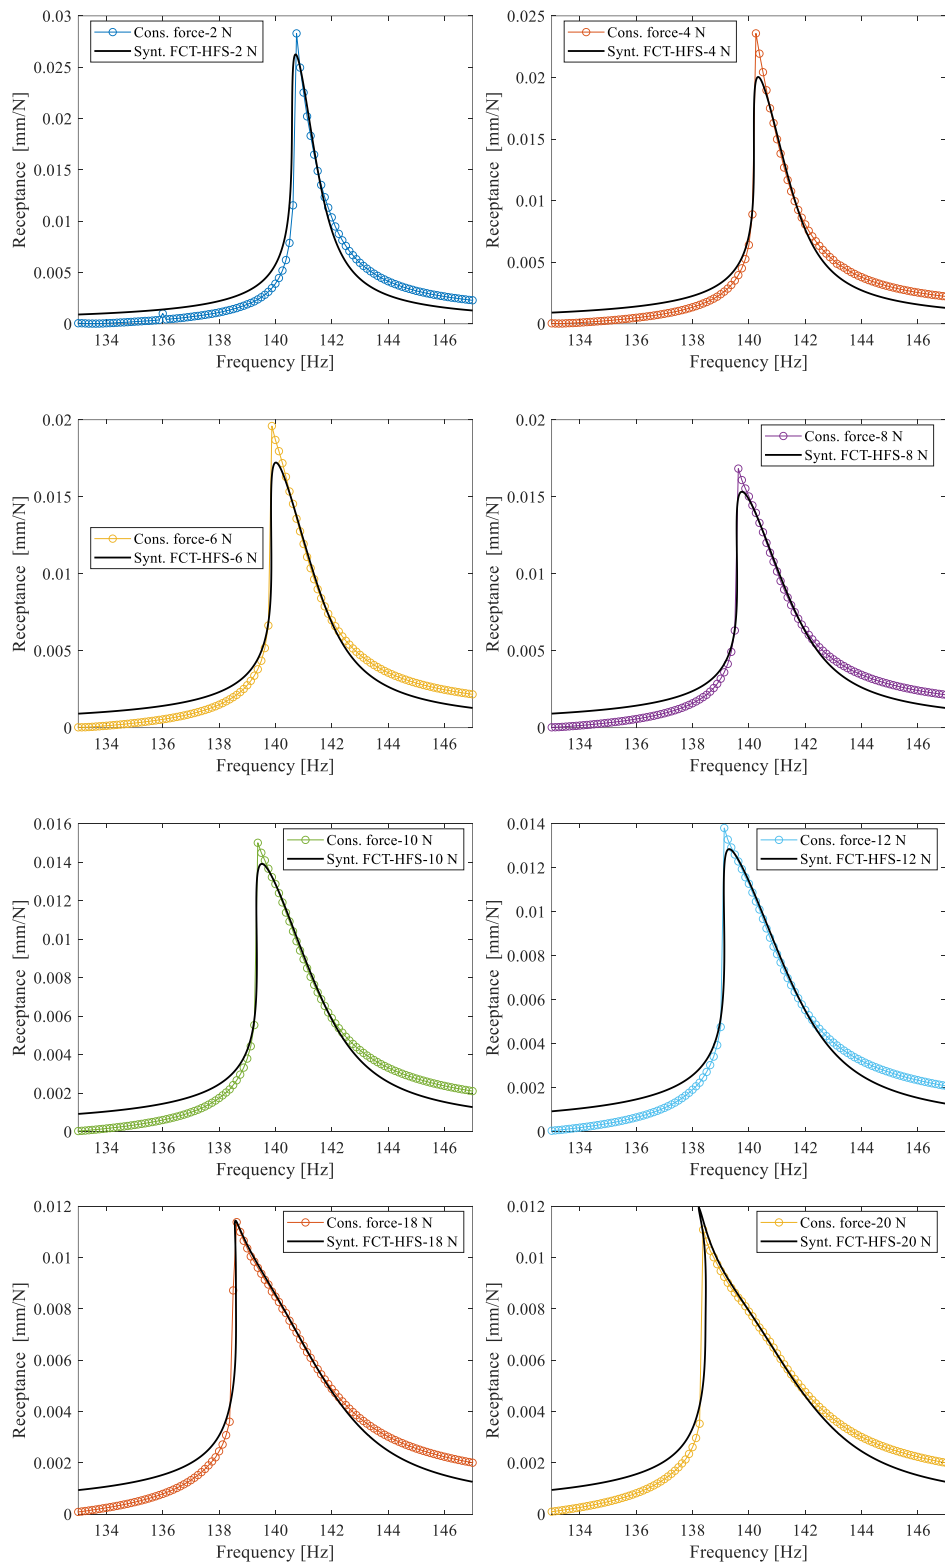 Cons. force-2 N
Synt. FCT-HFS-2 N
0.03
0.025
0.02
0.015
0.01
0.005
0
Receptance [mm/N]
134 136 138 140 142 144 146
Frequency [Hz]
Cons. force-4 N
Synt. FCT-HFS-4 N
0.025
0.02
0.015
0.01
0.005
0
Receptance [mm/N]
134 136 138 140 142 144 146
Frequency [Hz]
Cons. force-6 N
Synt. FCT-HFS-6 N
0.02
0.015
0.01
0.005
0
Receptance [mm/N]
134 136 138 140 142 144 146
Frequency [Hz]
Cons. force-8 N
Synt. FCT-HFS-8 N
0.02
0.015
0.01
0.005
0
Receptance [mm/N]
134 136 138 140 142 144 146
Frequency [Hz]
Cons. force-10 N
Synt. FCT-HFS-10 N
0.016
0.014
0.012
0.01
0.008
0.006
0.004
0.002
0
Receptance [mm/N]
134 136 138 140 142 144 146
Frequency [Hz]
Cons. force-12 N
Synt. FCT-HFS-12 N
0.014
0.012
0.01
0.008
0.006
0.004
0.002
0
Receptance [mm/N]
134 136 138 140 142 144 146
Frequency [Hz]
Cons. force-18 N
Synt. FCT-HFS-18 N
0.012
0.01
0.008
0.006
0.004
0.002
0
Receptance [mm/N]
134 136 138 140 142 144 146
Frequency [Hz]
Cons. force-20 N
Synt. FCT-HFS-20 N
0.012
0.01
0.008
0.006
0.004
0.002
0
Receptance [mm/N]
134 136 138 140 142 144 146
Frequency [Hz]